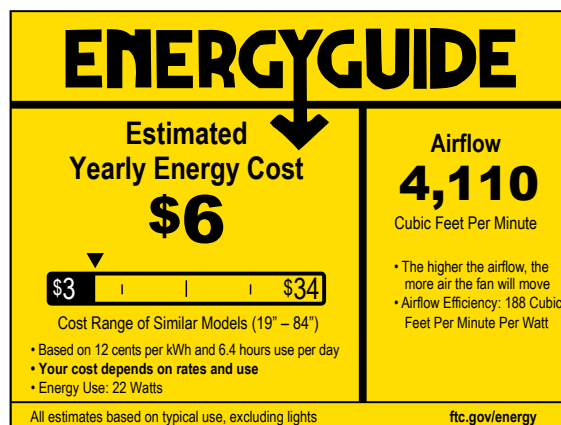 ENERGYGUIDE
Estimated
Yearly Energy Cost
$6
$3 $34
Cost Range of Similar Models (19” – 84”)
• Based on 12 cents per kWh and 6.4 hours use per day
• Your cost depends on rates and use
• Energy Use: 22 Watts
Airflow
4,110
Cubic Feet Per Minute
• The higher the airflow, the
more air the fan will move
• Airflow Efficiency: 188 Cubic
Feet Per Minute Per Watt
All estimates based on typical use, excluding lights
ftc.gov/energy